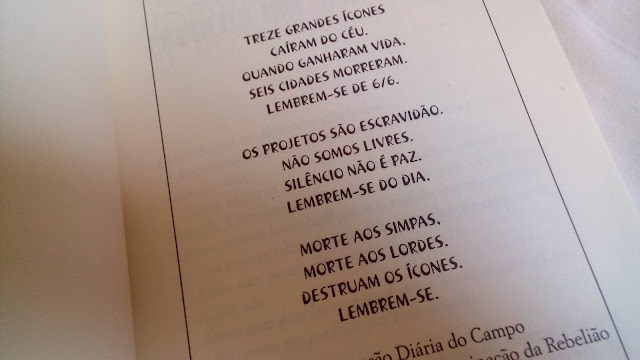 TREZE GRANDES ÍCONES
CAÍRAM DO CÉU.
QUANDO GANHARAM VIDA,
SEIS CIDADES MORRERAM.
LEMBREM-SE DE 6/6.
OS PROJETOS SÃO ESCRAVIDÃO.
NÃO SOMOS LIVRES.
SILÊNCIO NÃO É PAZ.
LEMBREM-SE DO DIA.
MORTE AOS SIMPAS,
MORTE AOS LORDES.
DESTRUAM OS ÍCONES.
LEMBREM-SE.
Diária do Campo
da Rebelião